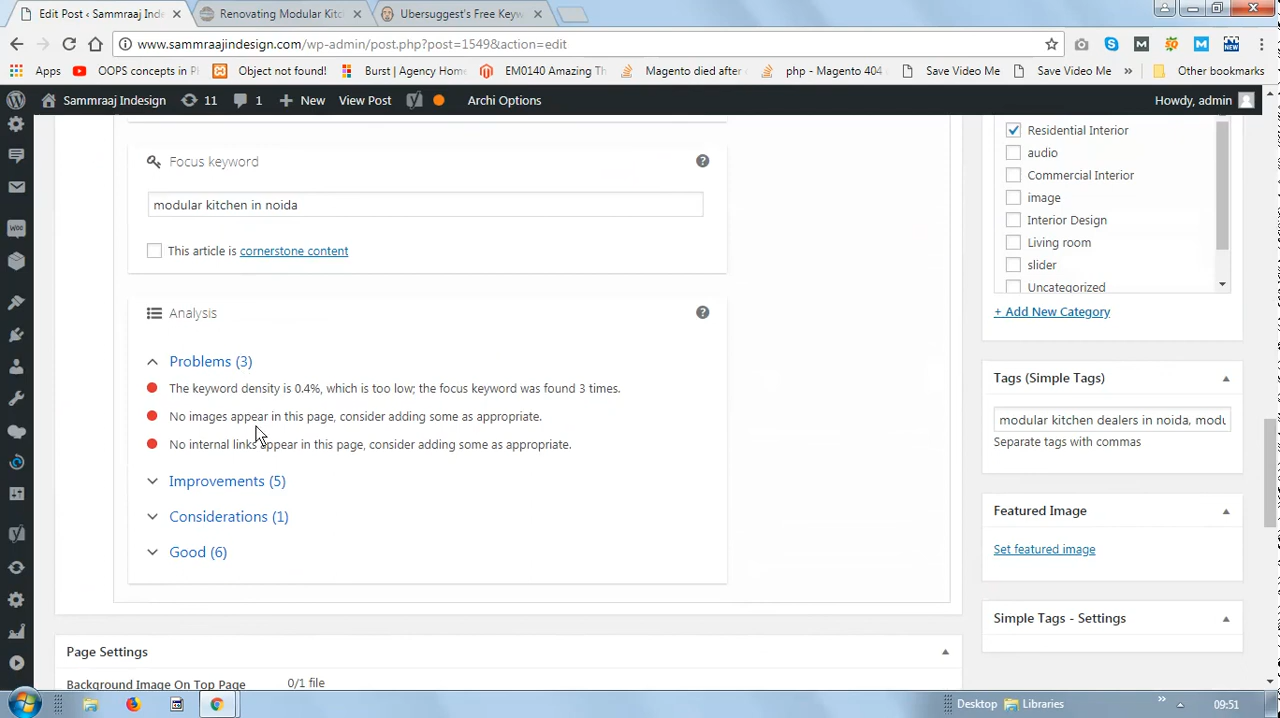 Edit Post ‹ Sammraaj Inde
Renovating Modular Kitc
Ubersuggest's Free Keyw
www.sammraajindesign.com/wp-admin/post.php?post=1549&action=edit
Apps
OOPS concepts in P
Object not found!
Burst | Agency Home
EM0140 Amazing Th
Magento died after
php - Magento 404
Save Video Me
Save Video Me
»
Other bookmarks
Sammraaj Indesign
11
1
New
View Post
Archi Options
Howdy, admin
Focus keyword
modular kitchen in noida
This article is cornerstone content
Analysis
Problems (3)
The keyword density is 0.4%, which is too low; the focus keyword was found 3 times.
No images appear in this page, consider adding some as appropriate.
No internal links appear in this page, consider adding some as appropriate.
Improvements (5)
Considerations (1)
Good (6)
Page Settings
Background Image On Top Page
0/1 file
Residential Interior
audio
Commercial Interior
image
Interior Design
Living room
slider
Uncategorized
+ Add New Category
Tags (Simple Tags)
modular kitchen dealers in noida, modu
Separate tags with commas
Featured Image
Set featured image
Simple Tags - Settings
Desktop
Libraries
»
09:51